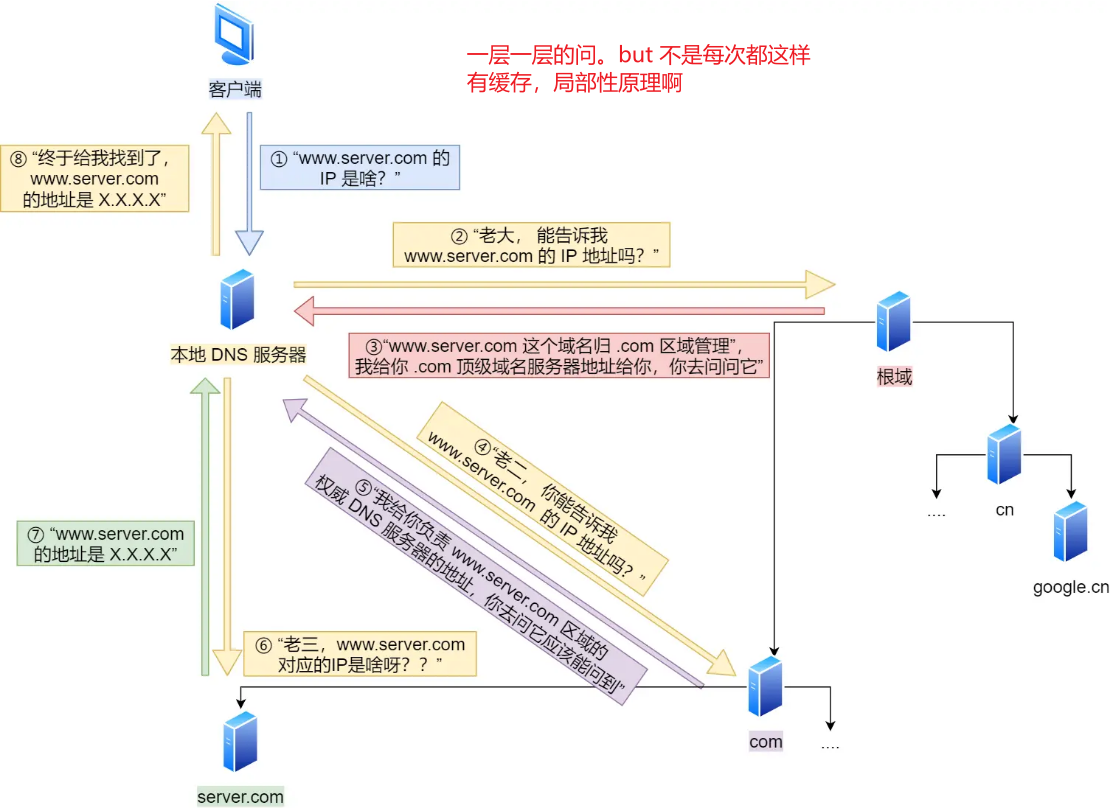 一层一层的问。but 不是每次都这样
有缓存，局部性原理啊
客户端
⑧ “终于给我找到了，
www.server.com
的地址是 X.X.X.X”
① “www.server.com 的
IP 是啥？”
② “老大， 能告诉我
www.server.com 的 IP 地址吗？”
本地 DNS 服务器
③“www.server.com 这个域名归 .com 区域管理”，
我给你 .com 顶级域名服务器地址给你，你去问问它”
根域
④“老二， 你能告诉我
www.server.com 的 IP 地址吗？”
⑤“我给你负责 www.server.com 区域的
权威 DNS 服务器的地址，你去问它应该能问到”
....
cn
google.cn
⑦ “www.server.com
的地址是 X.X.X.X”
⑥ “老三，www.server.com
对应的IP是啥呀？？”
com
....
server.com